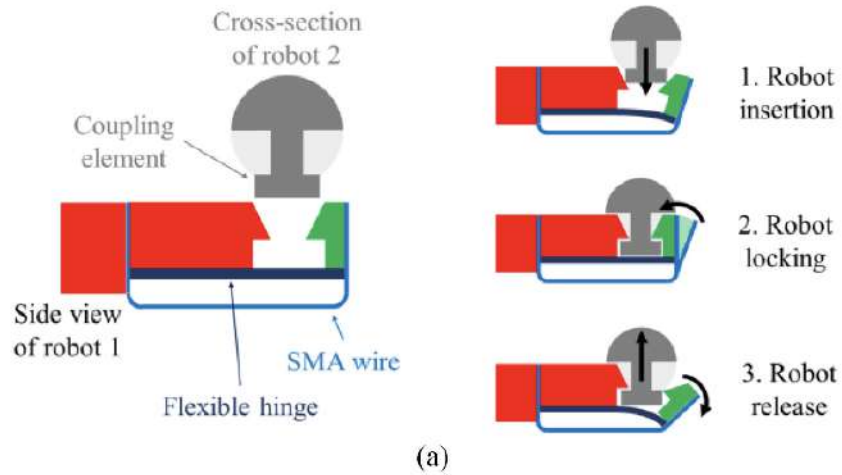 Cross-section
of robot 2
Coupling
element
Side view
of robot 1
SMA wire
Flexible hinge
1. Robot
insertion
2. Robot
locking
3. Robot
release
(a)